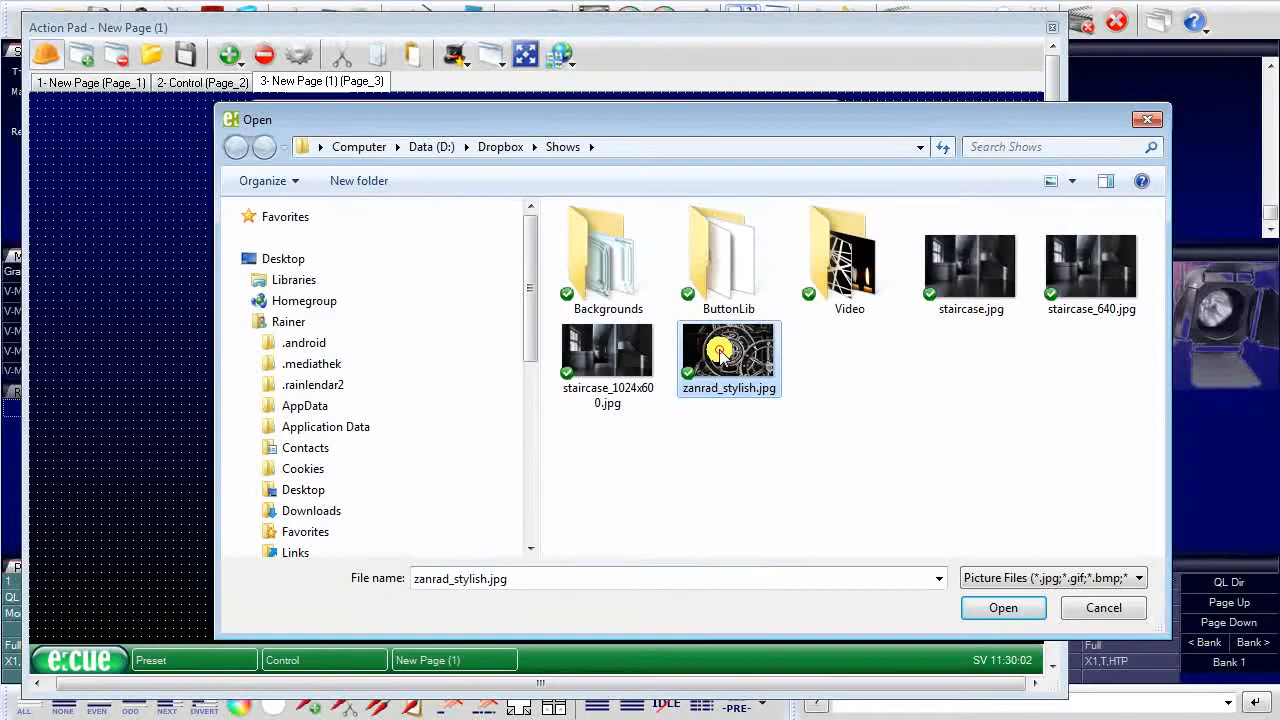 Action Pad - New Page (1)
1- New Page (Page_1)
2- Control (Page_2)
3- New Page (1) (Page_3)
Open
Computer
Data (D:)
Dropbox
Shows
Search Shows
Organize
New folder
Favorites
Desktop
Libraries
Homegroup
Rainer
.android
.mediathek
.rainlendar2
AppData
Application Data
Contacts
Cookies
Desktop
Downloads
Favorites
Links
Backgrounds
ButtonLib
Video
staircase.jpg
staircase_640.jpg
staircase_1024x60
0.jpg
zanrad_stylish.jpg
File name:
zanrad_stylish.jpg
Picture Files (*.jpg;*.gif;*.bmp;*
Open
Cancel
QL Dir
Page Up
Page Down
< Bank
Bank >
Bank 1
Full
X1,T,HTP
e:cue
Preset
Control
New Page (1)
SV 11:30:02
ALL
NONE
EVEN
ODD
NEXT
INVERT
IDLE
-PRE-